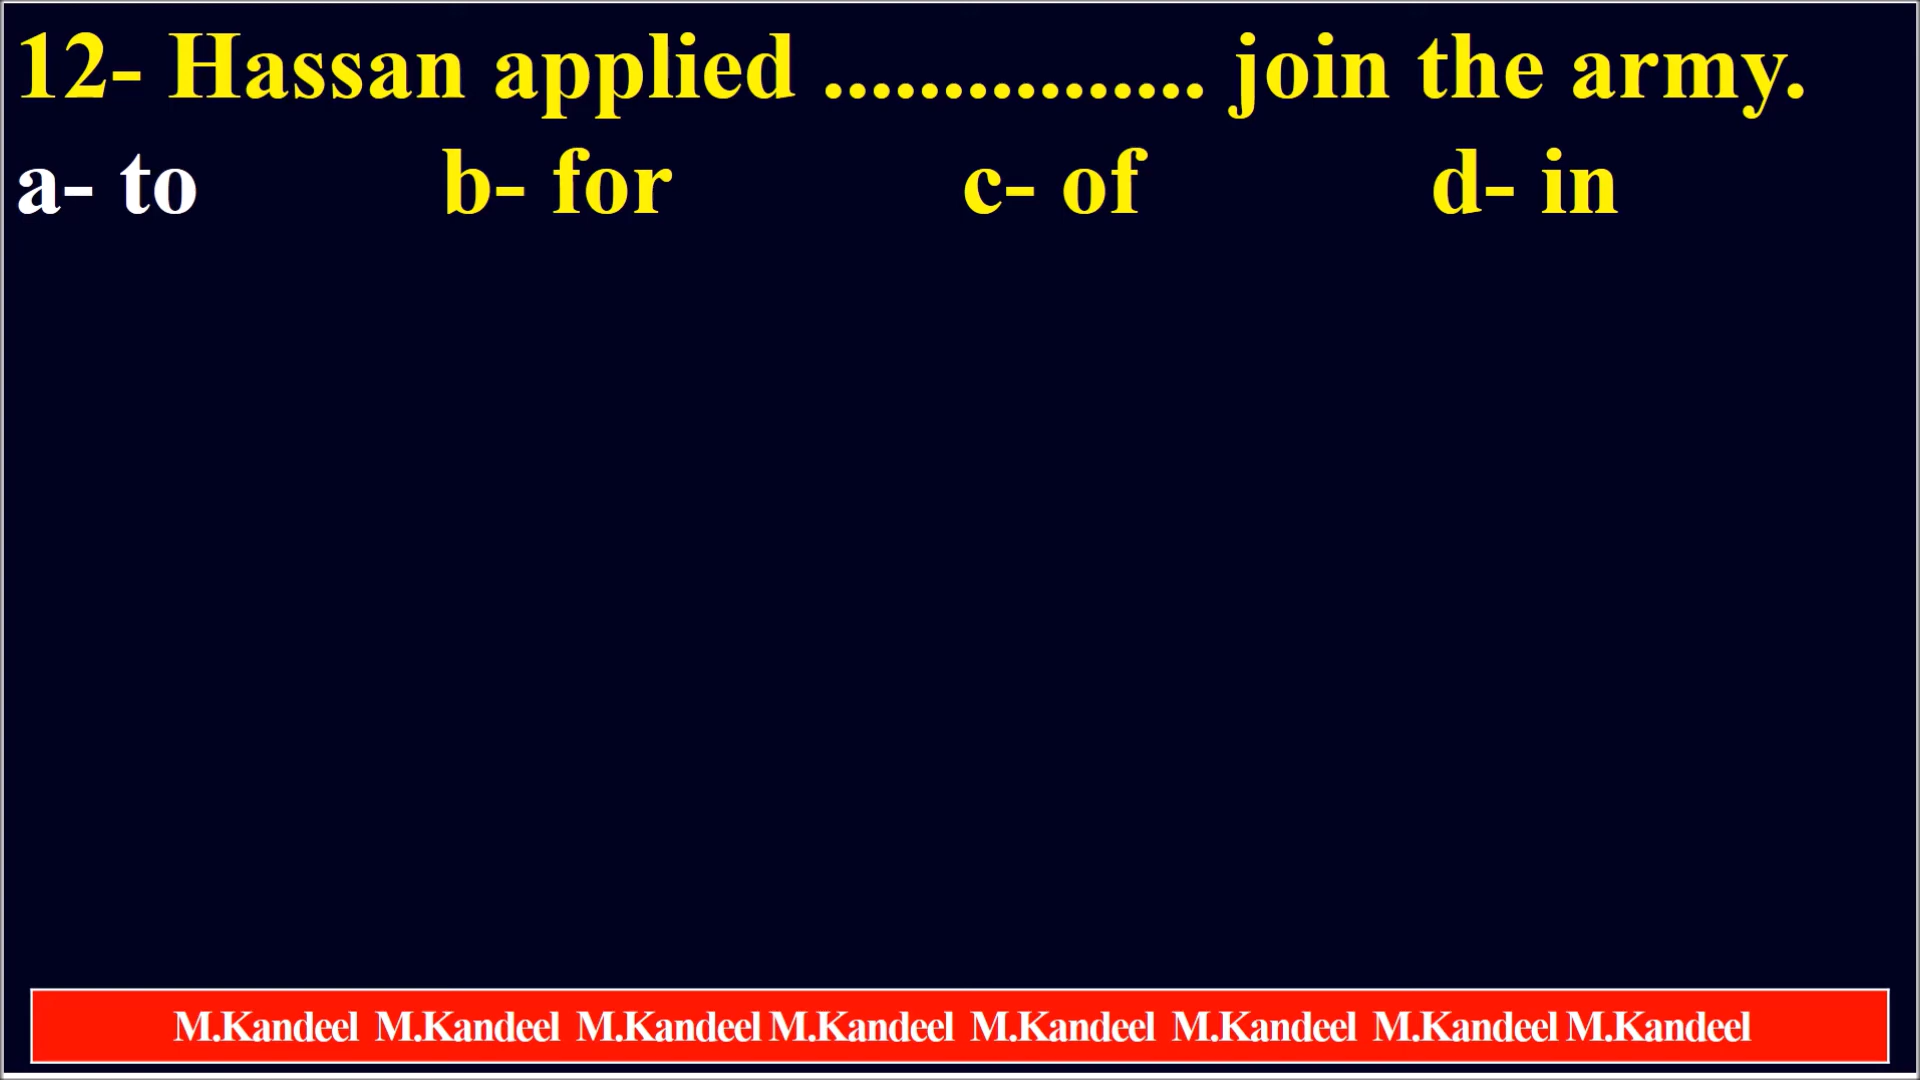 12- Hassan applied ................ join the army.
a- to b- for c- of d- in
M.Kandeel M.Kandeel M.Kandeel M.Kandeel M.Kandeel M.Kandeel M.Kandeel M.Kandeel